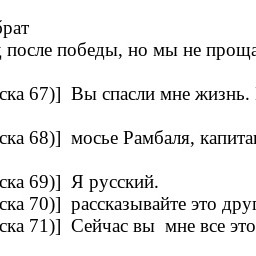 брат
после победы, но мы не проща
ска 67)] Вы спасли мне жизнь.
ска 68)] мосье Рамбаля, капита
ска 69)] Я русский.
ска 70)] рассказывайте это дру
ска 71)] Сейчас вы мне все это